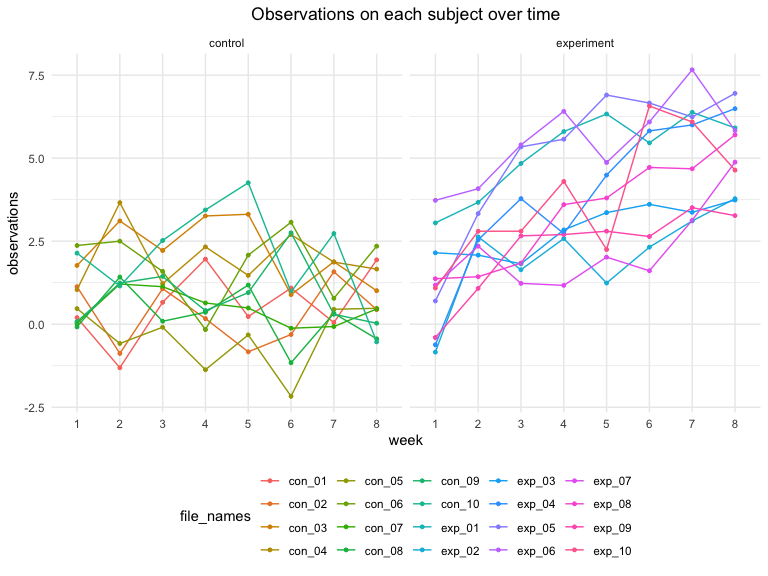 Observations on each subject over time
control experiment
7.5
5.0
2.5
0.0
-2.5
observations
1 2 3 4 5 6 7 8 1 2 3 4 5 6 7 8
week
file_names
con_01 con_05 con_09 exp_03 exp_07
con_02 con_06 con_10 exp_04 exp_08
con_03 con_07 exp_01 exp_05 exp_09
con_04 con_08 exp_02 exp_06 exp_10